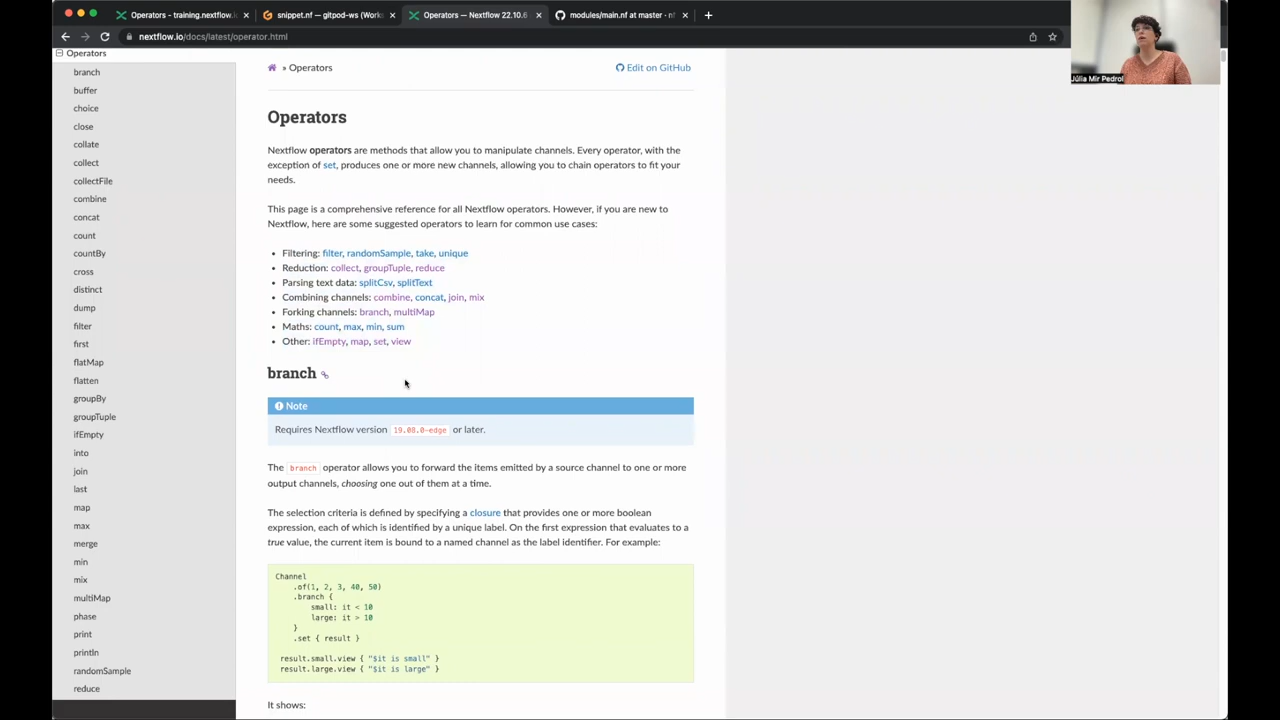 Operators - training.nextflow.
snippet.nf — gitpod-ws (Works
Operators — Nextflow 22.10.6
modules/main.nf at master · n
nextflow.io/docs/latest/operator.html
Júlia Mir Pedrol
Operators
branch
buffer
choice
close
collate
collect
collectFile
combine
concat
count
countBy
cross
distinct
dump
filter
first
flatMap
flatten
groupBy
groupTuple
ifEmpty
into
join
last
map
max
merge
min
mix
multiMap
phase
print
println
randomSample
reduce
» Operators
Edit on GitHub
Operators
Nextflow operators are methods that allow you to manipulate channels. Every operator, with the
exception of set, produces one or more new channels, allowing you to chain operators to fit your
needs.
This page is a comprehensive reference for all Nextflow operators. However, if you are new to
Nextflow, here are some suggested operators to learn for common use cases:
• Filtering: filter, randomSample, take, unique
• Reduction: collect, groupTuple, reduce
• Parsing text data: splitCsv, splitText
• Combining channels: combine, concat, join, mix
• Forking channels: branch, multiMap
• Maths: count, max, min, sum
• Other: ifEmpty, map, set, view
branch
Note
Requires Nextflow version 19.08.0-edge or later.
The branch operator allows you to forward the items emitted by a source channel to one or more
output channels, choosing one out of them at a time.
The selection criteria is defined by specifying a closure that provides one or more boolean
expression, each of which is identified by a unique label. On the first expression that evaluates to a
true value, the current item is bound to a named channel as the label identifier. For example:
Channel
.of(1, 2, 3, 40, 50)
.branch {
small: it < 10
large: it > 10
}
.set { result }
result.small.view { "$it is small" }
result.large.view { "$it is large" }
It shows: